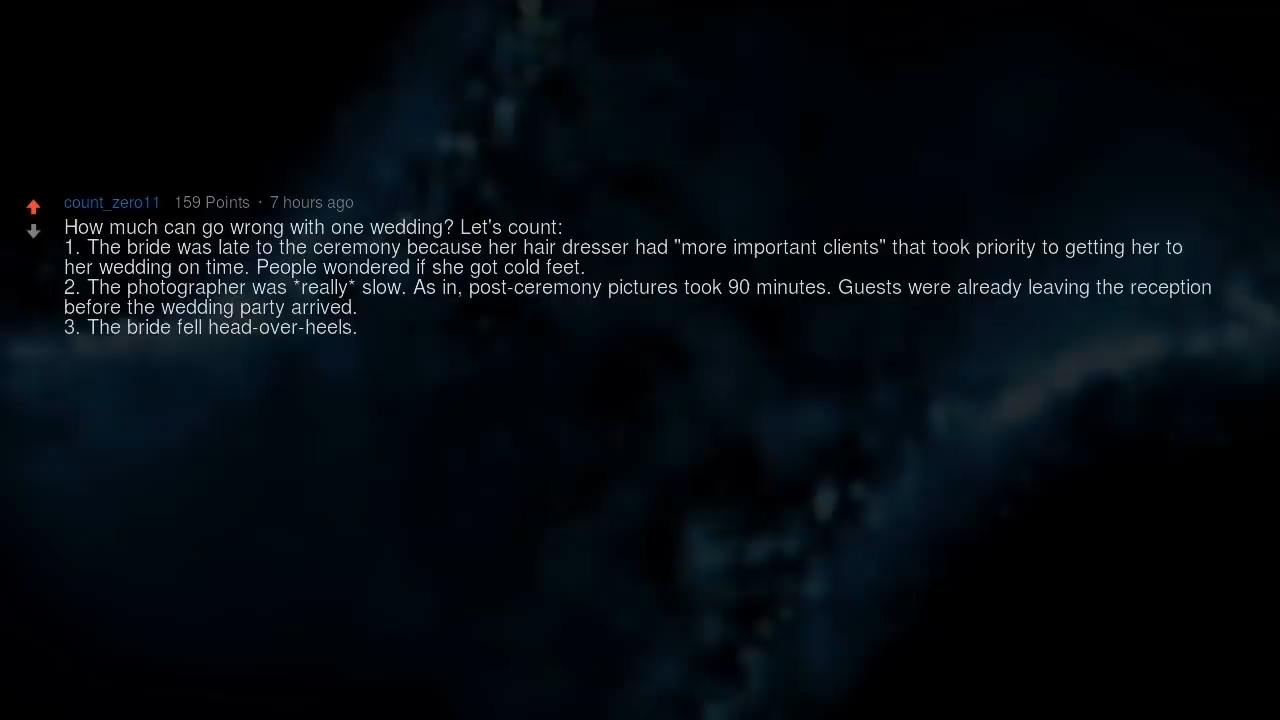 count_zero11 159 Points · 7 hours ago
How much can go wrong with one wedding? Let's count:
1. The bride was late to the ceremony because her hair dresser had "more important clients" that took priority to getting her to
her wedding on time. People wondered if she got cold feet.
2. The photographer was *really* slow. As in, post-ceremony pictures took 90 minutes. Guests were already leaving the reception
before the wedding party arrived.
3. The bride fell head-over-heels.